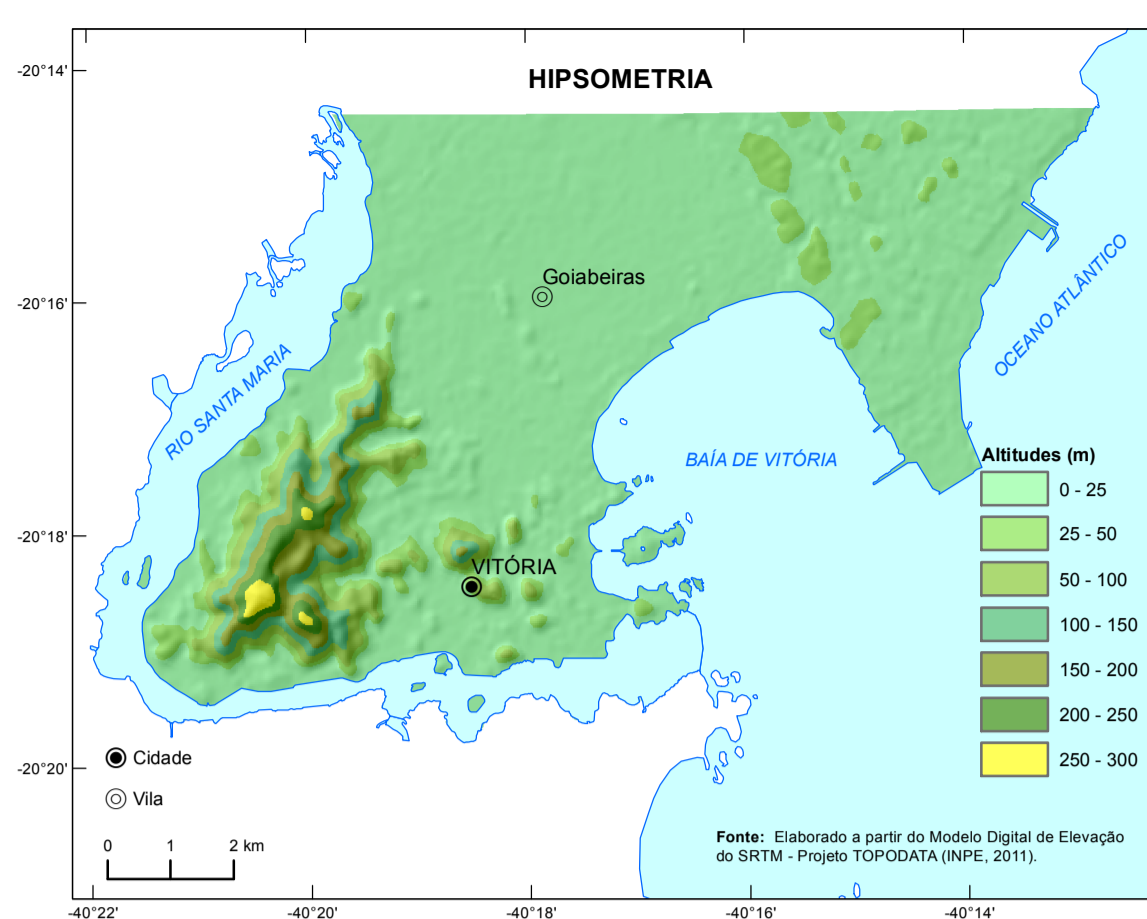 HIPSOMETRIA
-20°14'
-20°16'
-20°18'
-20°20'
Goiabeiras
RIO SANTA MARIA
OCEANO ATLÂNTICO
BAÍA DE VITÓRIA
VITÓRIA
Altitudes (m)
0 - 25
25 - 50
50 - 100
100 - 150
150 - 200
200 - 250
250 - 300
Cidade
Vila
0 1 2 km
Fonte: Elaborado a partir do Modelo Digital de Elevação
do SRTM - Projeto TOPODATA (INPE, 2011).
-40°22' -40°20' -40°18' -40°16' -40°14'